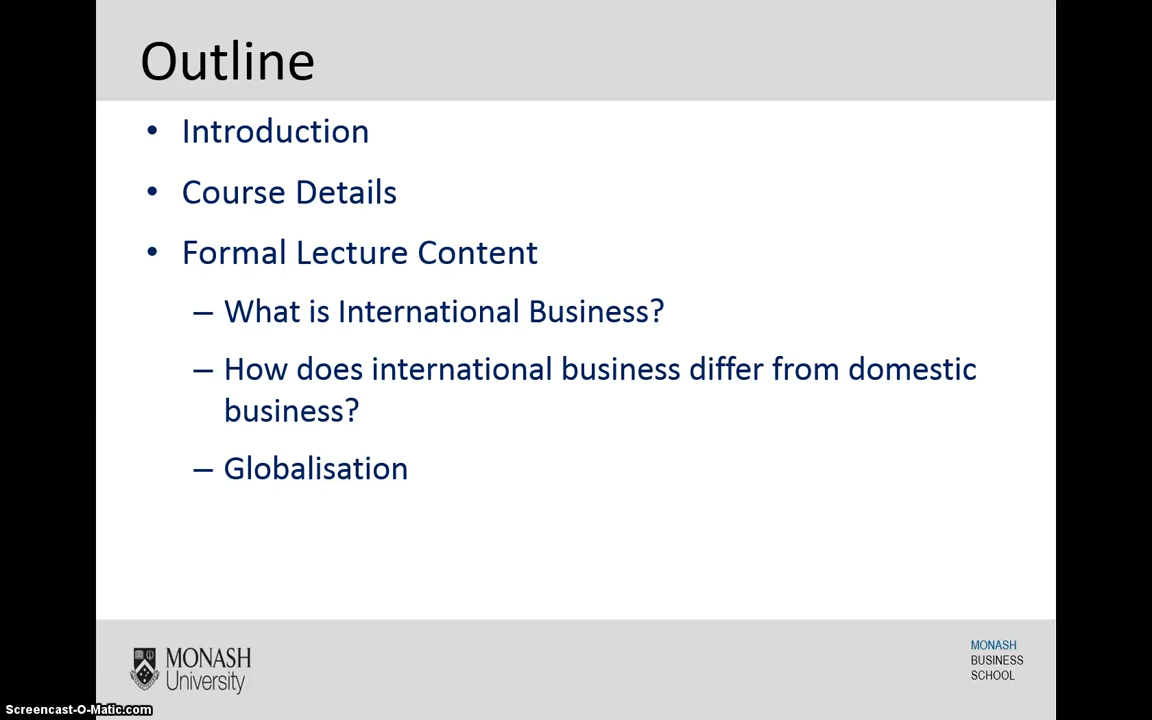 Outline
• Introduction
• Course Details
• Formal Lecture Content
– What is International Business?
– How does international business differ from domestic
business?
– Globalisation
MONASH
University
MONASH
BUSINESS
SCHOOL
Screencast-O-Matic.com